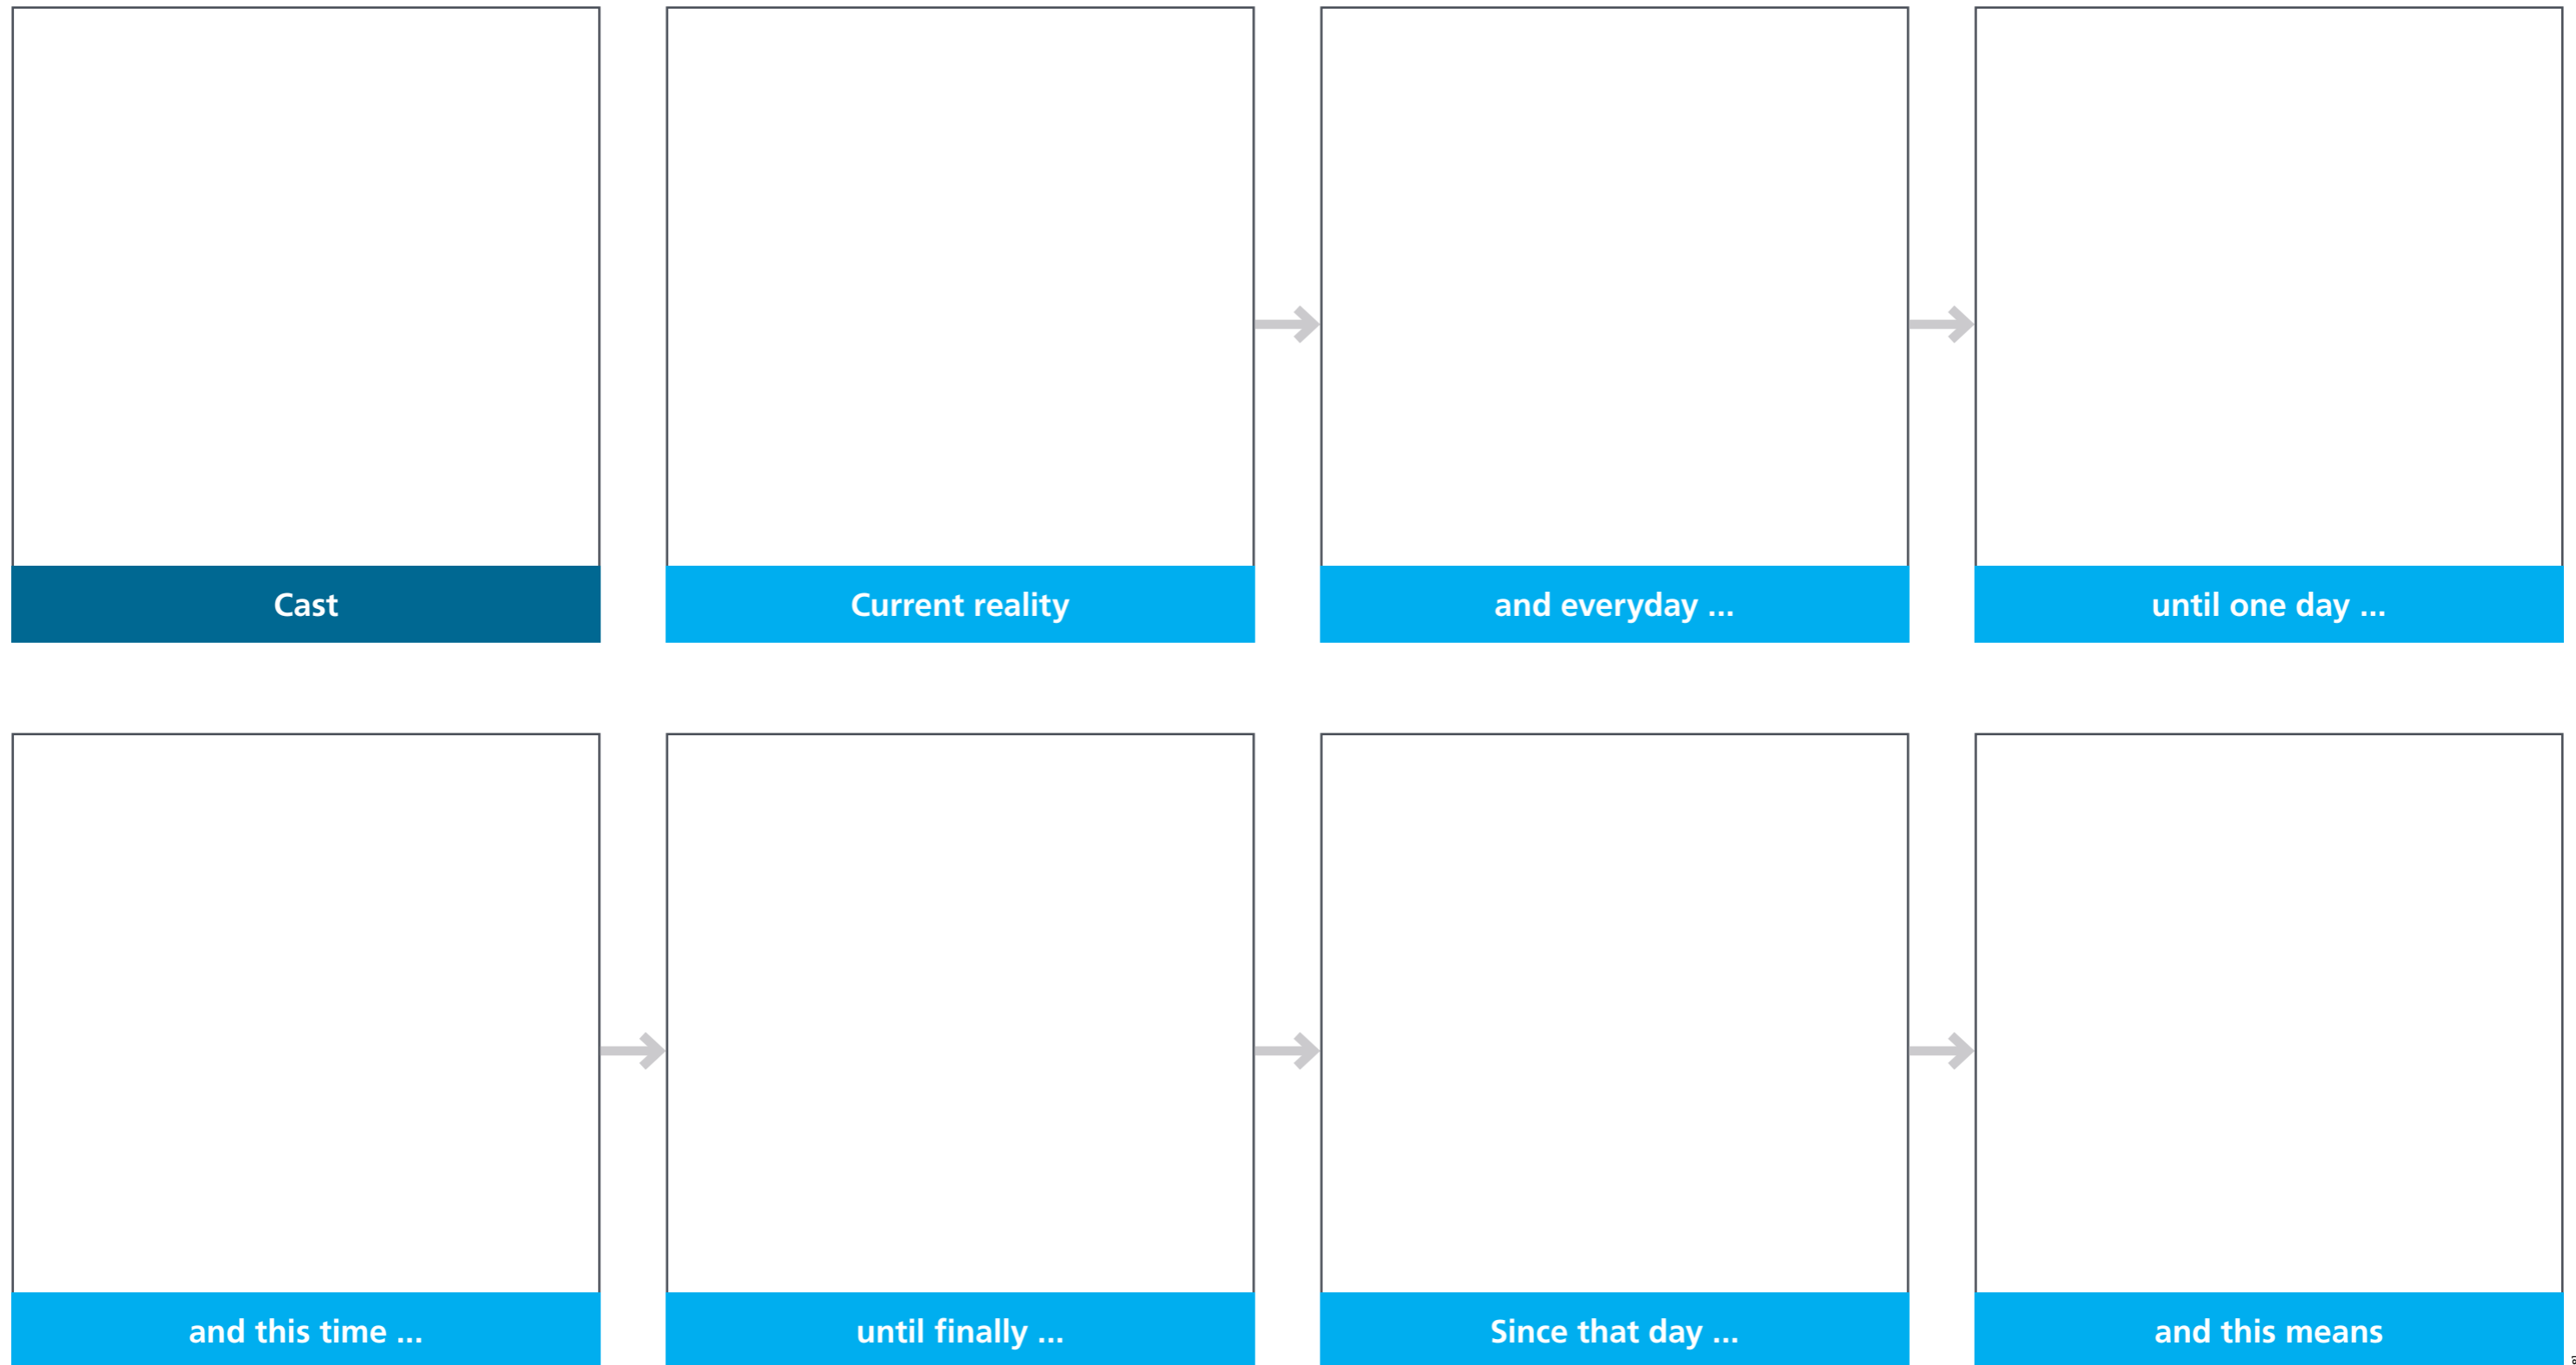 Cast
Current reality
and everyday ...
until one day ...
and this time ...
until finally ...
Since that day ...
and this means